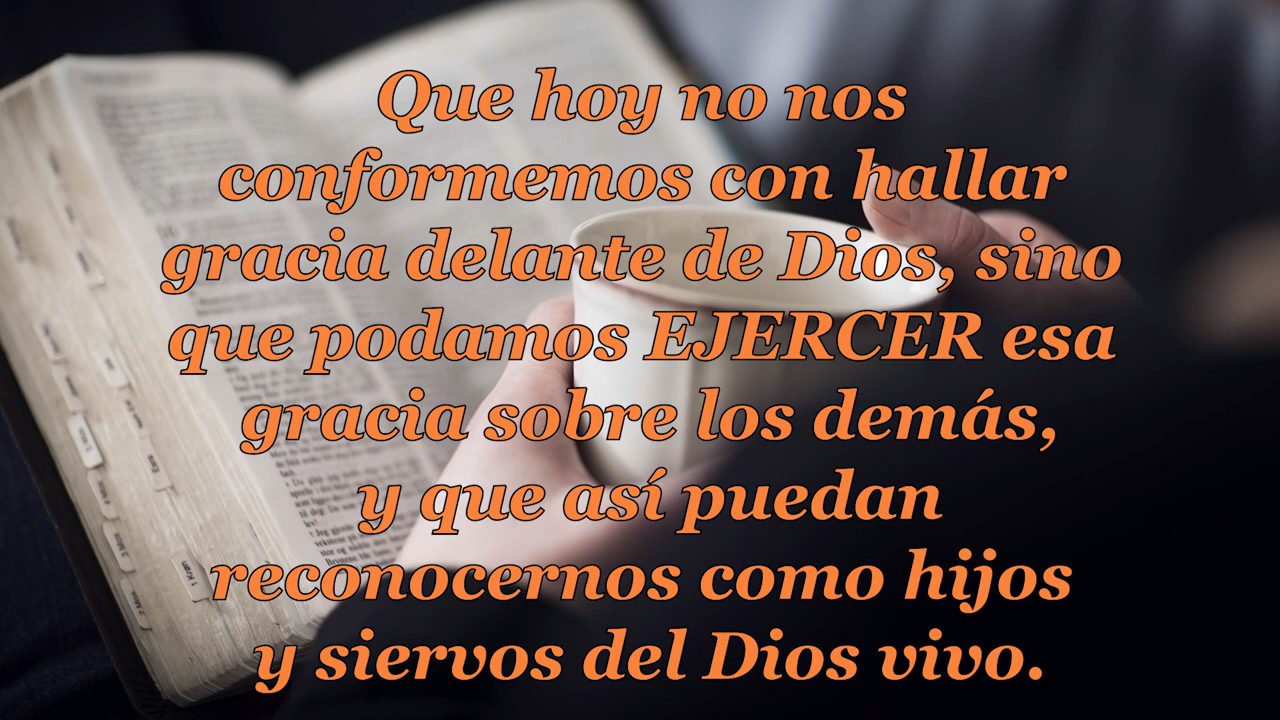 Que hoy no nos
conformemos con hallar
gracia delante de Dios, sino
que podamos EJERCER esa
gracia sobre los demás,
y que así puedan
reconocernos como hijos
y siervos del Dios vivo.